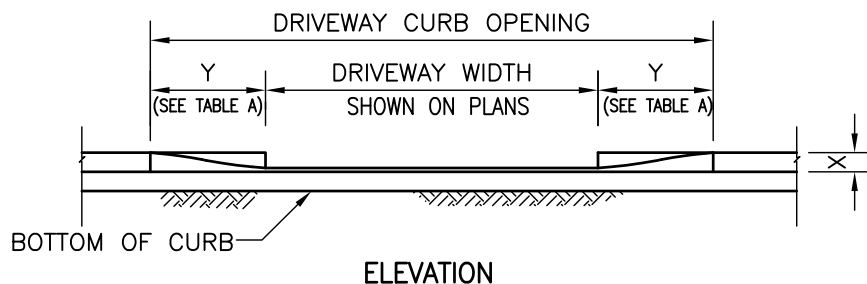 DRIVEWAY CURB OPENING
Y
DRIVEWAY WIDTH
Y
(SEE TABLE A)
SHOWN ON PLANS
(SEE TABLE A)
X
BOTTOM OF CURB
ELEVATION